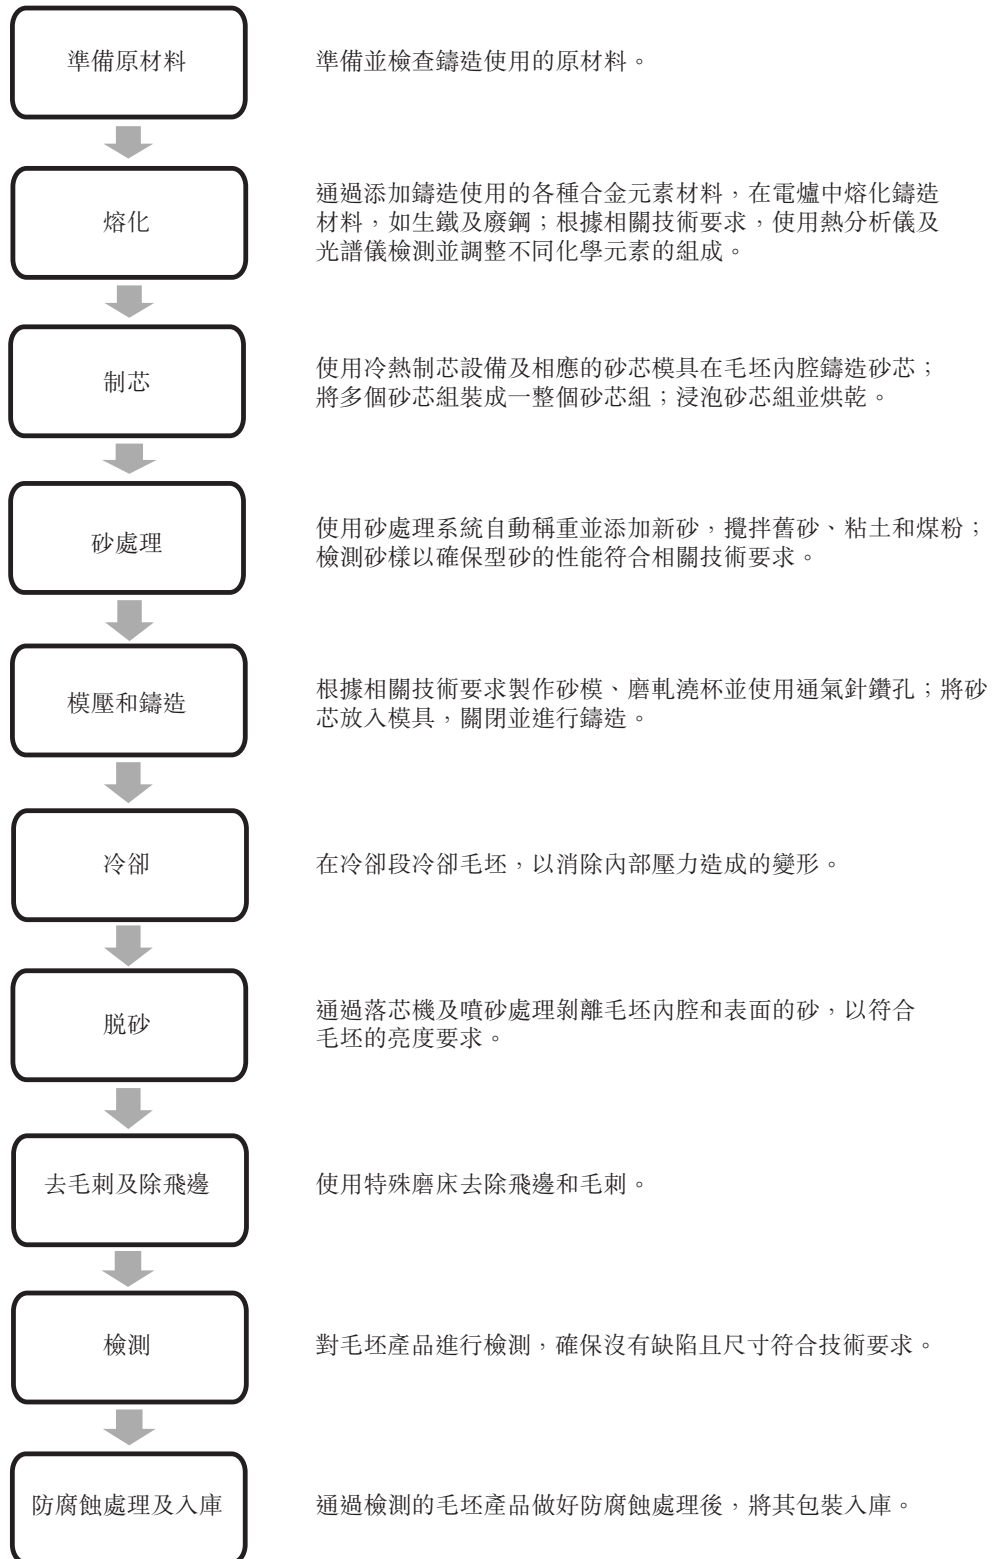 準備原材料
準備並檢查鑄造使用的原材料。
熔化
通過添加鑄造使用的各種合金元素材料，在電爐中熔化鑄造
材料，如生鐵及廢鋼；根據相關技術要求，使用熱分析儀及
光譜儀檢測並調整不同化學元素的組成。
制芯
使用冷熱制芯設備及相應的砂芯模具在毛坯內腔鑄造砂芯；
將多個砂芯組裝成一整個砂芯組；浸泡砂芯組並烘乾。
砂處理
使用砂處理系統自動稱重並添加新砂，攪拌舊砂、粘土和煤粉；
檢測砂樣以確保型砂的性能符合相關技術要求。
模壓和鑄造
根據相關技術要求製作砂模、磨軋澆杯並使用通氣針鑽孔；將砂
芯放入模具，關閉並進行鑄造。
冷卻
在冷卻段冷卻毛坯，以消除內部壓力造成的變形。
脱砂
通過落芯機及噴砂處理剝離毛坯內腔和表面的砂，以符合
毛坯的亮度要求。
去毛刺及除飛邊
使用特殊磨床去除飛邊和毛刺。
檢測
對毛坯產品進行檢測，確保沒有缺陷且尺寸符合技術要求。
防腐蝕處理及入庫
通過檢測的毛坯產品做好防腐蝕處理後，將其包裝入庫。